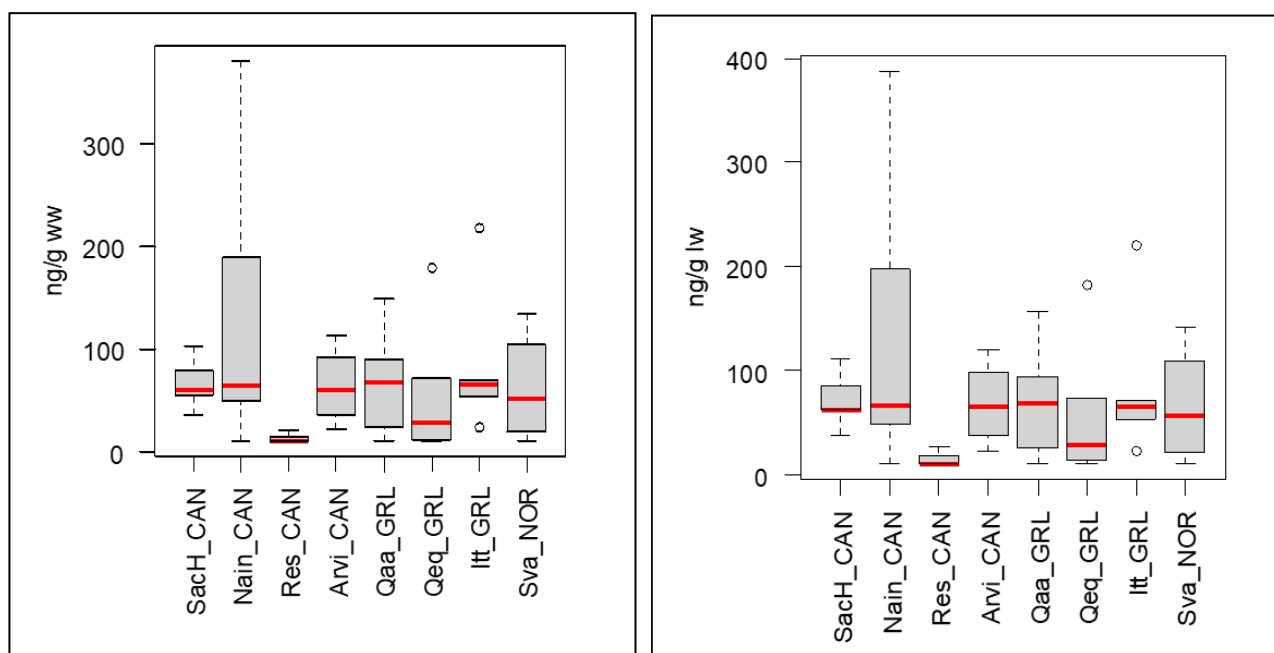 ng/g ww
300
200
100
0
SacH_CAN
Nain_CAN
Res_CAN
Arvi_CAN
Qaa_GRL
Qeq_GRL
Itt_GRL
Sva_NOR
ng/g lw
400
300
200
100
0
SacH_CAN
Nain_CAN
Res_CAN
Arvi_CAN
Qaa_GRL
Qeq_GRL
Itt_GRL
Sva_NOR